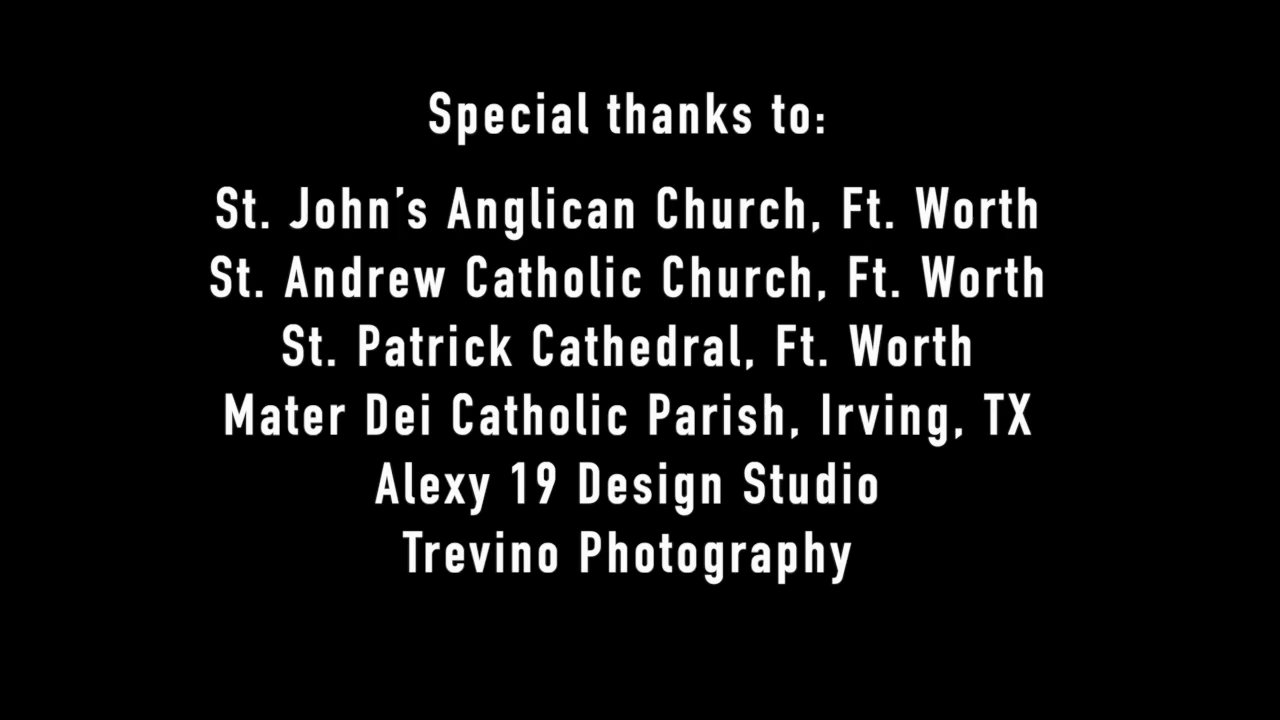 Special thanks to:
St. John’s Anglican Church, Ft. Worth
St. Andrew Catholic Church, Ft. Worth
St. Patrick Cathedral, Ft. Worth
Mater Dei Catholic Parish, Irving, TX
Alexy 19 Design Studio
Trevino Photography